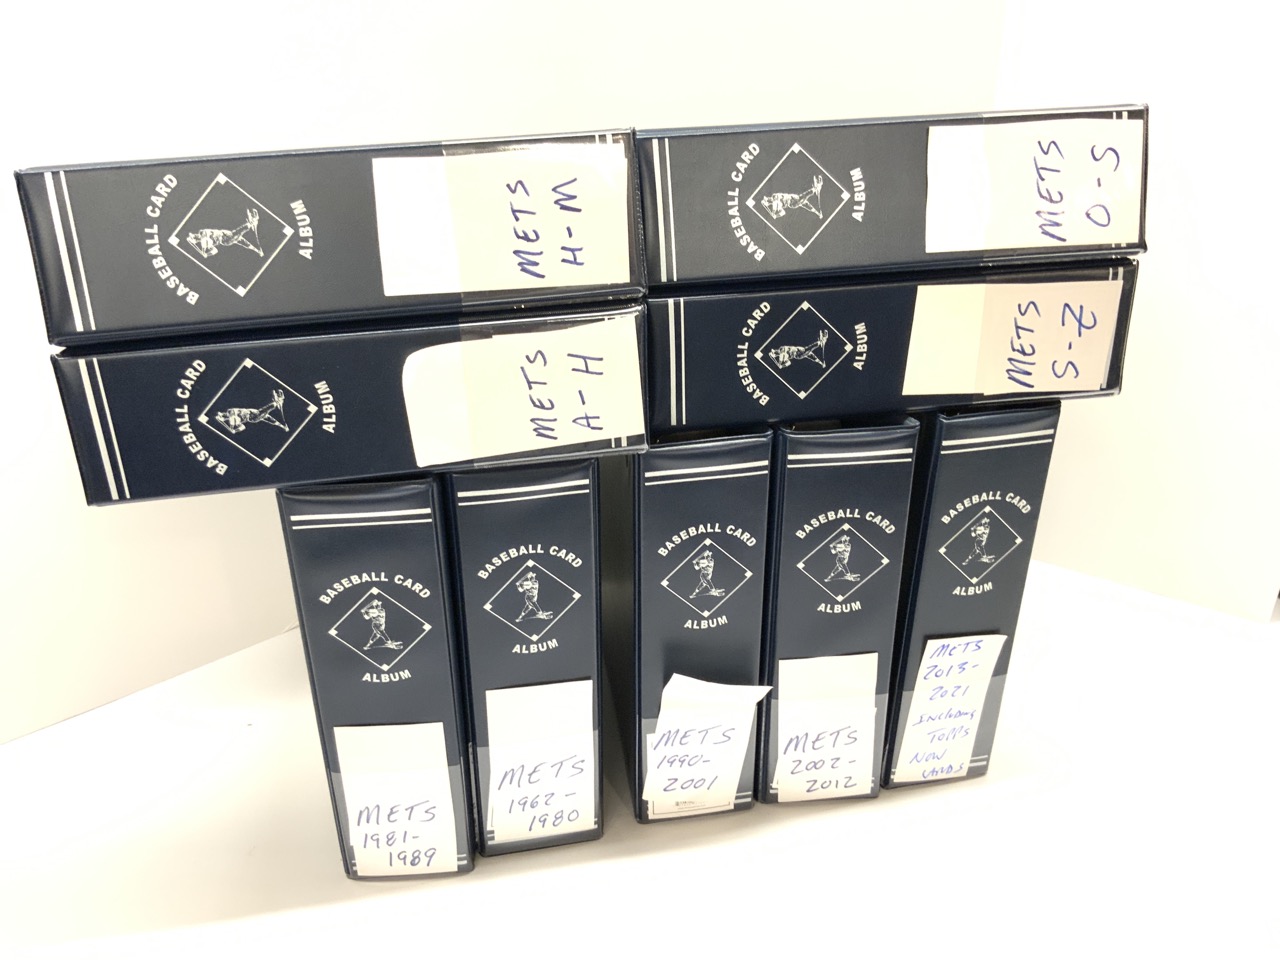 BASEBALL CARD
ALBUM
METS
H-M
BASEBALL CARD
ALBUM
METS
O-S
BASEBALL CARD
ALBUM
METS
A-H
BASEBALL CARD
ALBUM
METS
S-Z
BASEBALL CARD
ALBUM
METS
1981-
1989
BASEBALL CARD
ALBUM
METS
1962-
1980
BASEBALL CARD
ALBUM
METS
1990-
2001
BASEBALL CARD
ALBUM
METS
2002-
2012
BASEBALL CARD
ALBUM
METS
2013-
2021
INCLUDING
TOPPS
NOW
CARDS